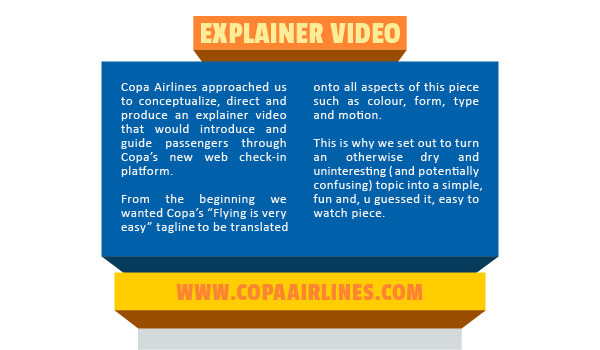 EXPLAINER VIDEO
Copa Airlines approached us
to conceptualize, direct and
produce an explainer video
that would introduce and
guide passengers through
Copa's new web check-in
platform.
From the beginning we
wanted Copa's "Flying is very
easy" tagline to be translated
onto all aspects of this piece
such as colour, form, type
and motion.
This is why we set out to turn
an otherwise dry and
uninteresting (and potentially
confusing) topic into a simple,
fun and, u guessed it, easy to
watch piece.
WWW.COPAAIRLINES.COM